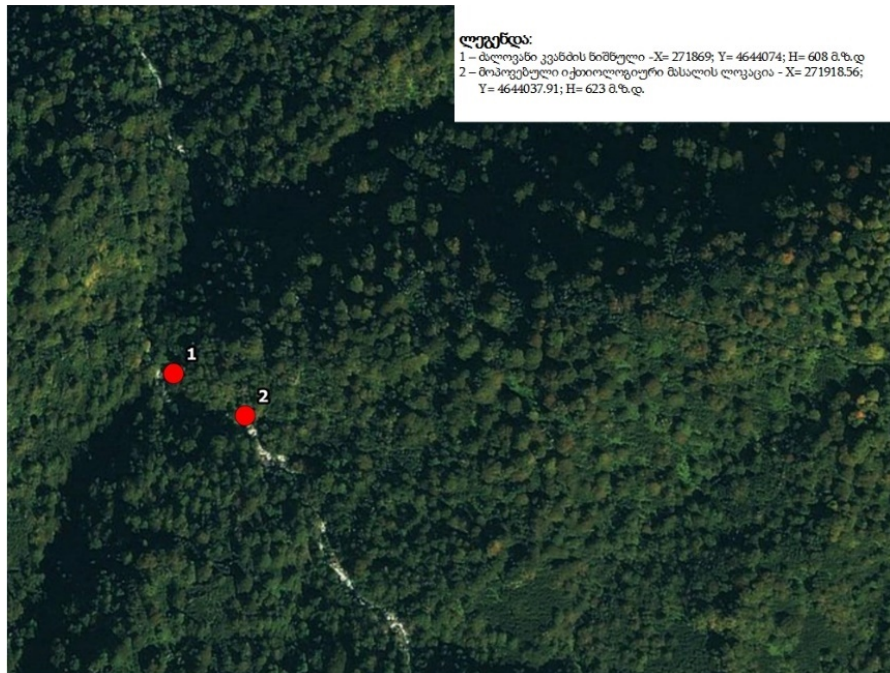 ლეგენდა:
1 – ძალოვანი კვანძის ნიშნული -X= 271869; Y= 4644074; H= 608 მ.ზ.დ
2 – მოპოვებული იქთიოლოგიური მასალის ლოკაცია - X= 271918.56;
Y= 4644037.91; H= 623 მ.ზ.დ.
1
2